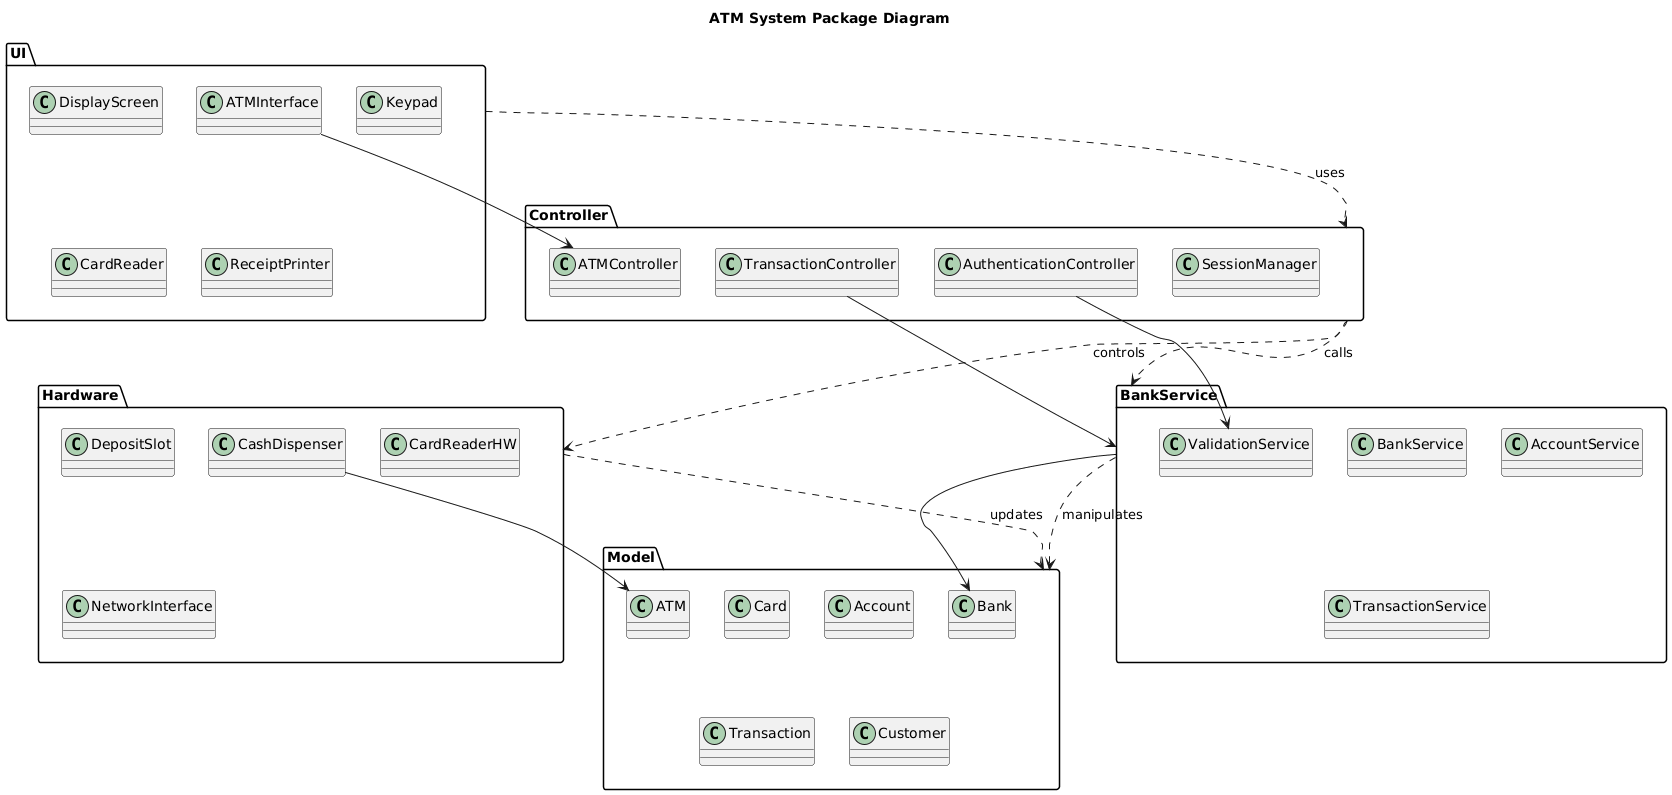 ATM System Package Diagram
UI
C DisplayScreen
C ATMInterface
C Keypad
uses
C CardReader
C ReceiptPrinter
Controller
C ATMController
C TransactionController
C AuthenticationController
C SessionManager
controls
calls
Hardware
C DepositSlot
C CashDispenser
C CardReaderHW
BankService
C ValidationService
C BankService
C AccountService
updates
manipulates
C NetworkInterface
Model
C ATM
C Card
C Account
C Bank
C TransactionService
C Transaction
C Customer